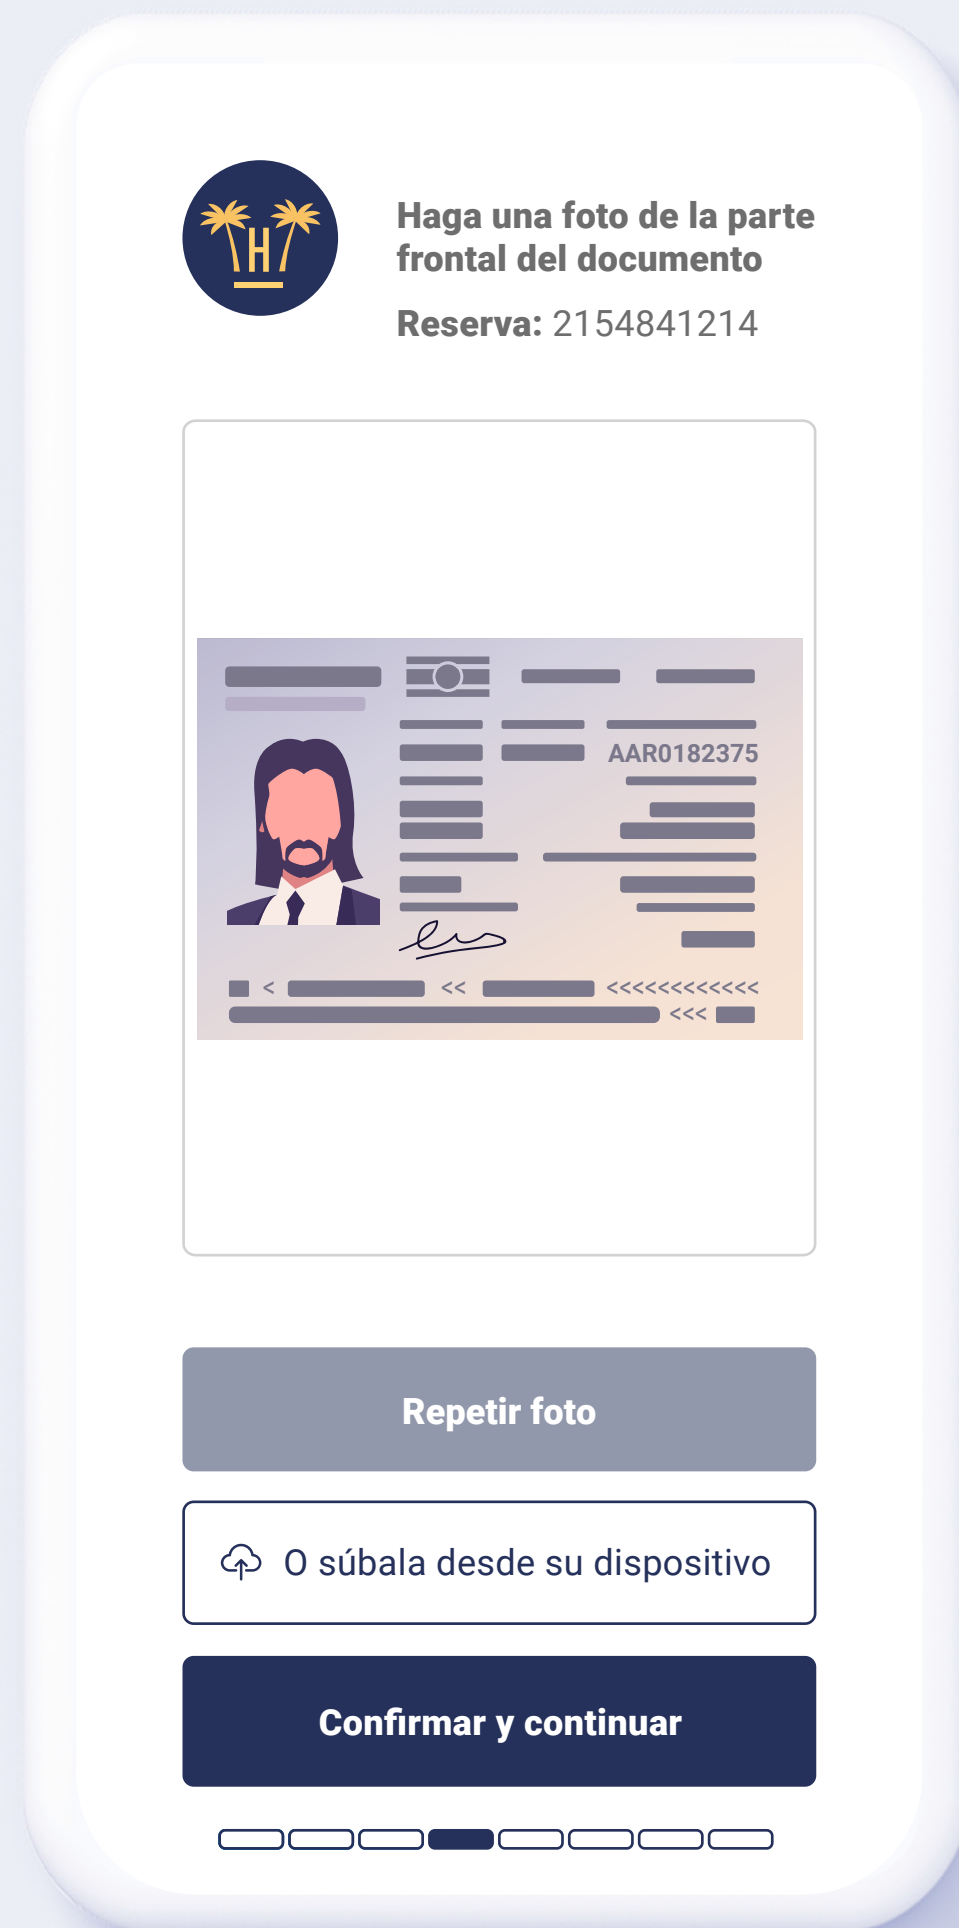 H
Haga una foto de la parte
frontal del documento
Reserva: 2154841214
AAR0182375
< << <<<<<<<<<<<<
<<<
Repetir foto
O súbala desde su dispositivo
Confirmar y continuar